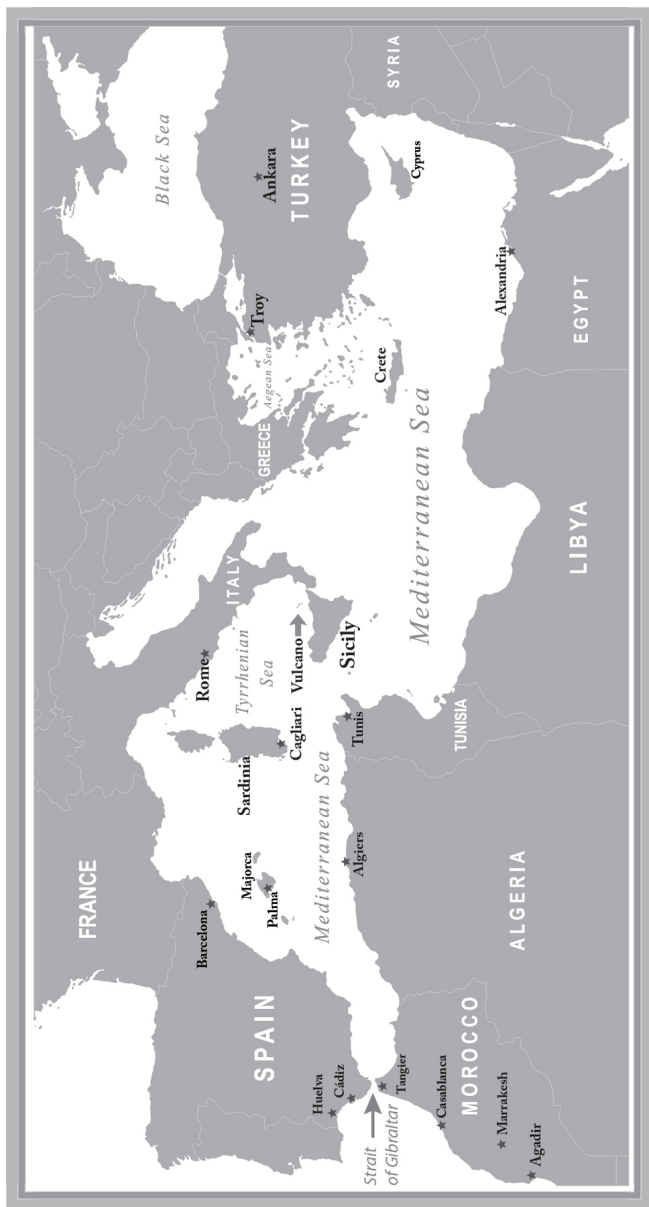 FRANCE
SPAIN
Barcelona
Majorca
Palma
Huelva
Cádiz
Strait
of Gibraltar
Tangier
Casablanca
MOROCCO
Marrakesh
Agadir
Mediterranean Sea
Algiers
ALGERIA
Sardinia
Cagliari
Rome
Tyrrhenian
Sea
Vulcano
Sicily
Tunis
TUNISIA
ITALY
GREECE
Aegean Sea
Troy
Black Sea
Ankara
TURKEY
SYRIA
Cyprus
Crete
Mediterranean Sea
Alexandria
LIBYA
EGYPT